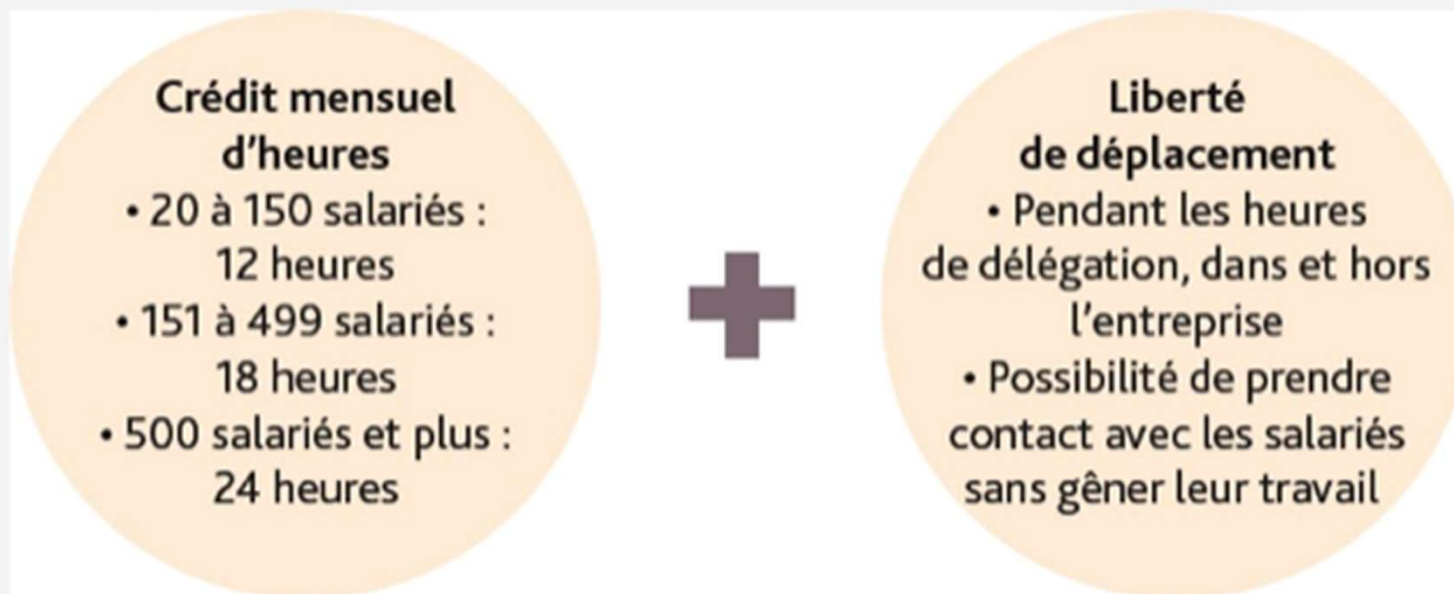 Crédit mensuel
d'heures
• 20 à 150 salariés :
12 heures
• 151 à 499 salariés :
18 heures
• 500 salariés et plus :
24 heures
Liberté
de déplacement
• Pendant les heures
de délégation, dans et hors
l'entreprise
• Possibilité de prendre
contact avec les salariés
sans gêner leur travail